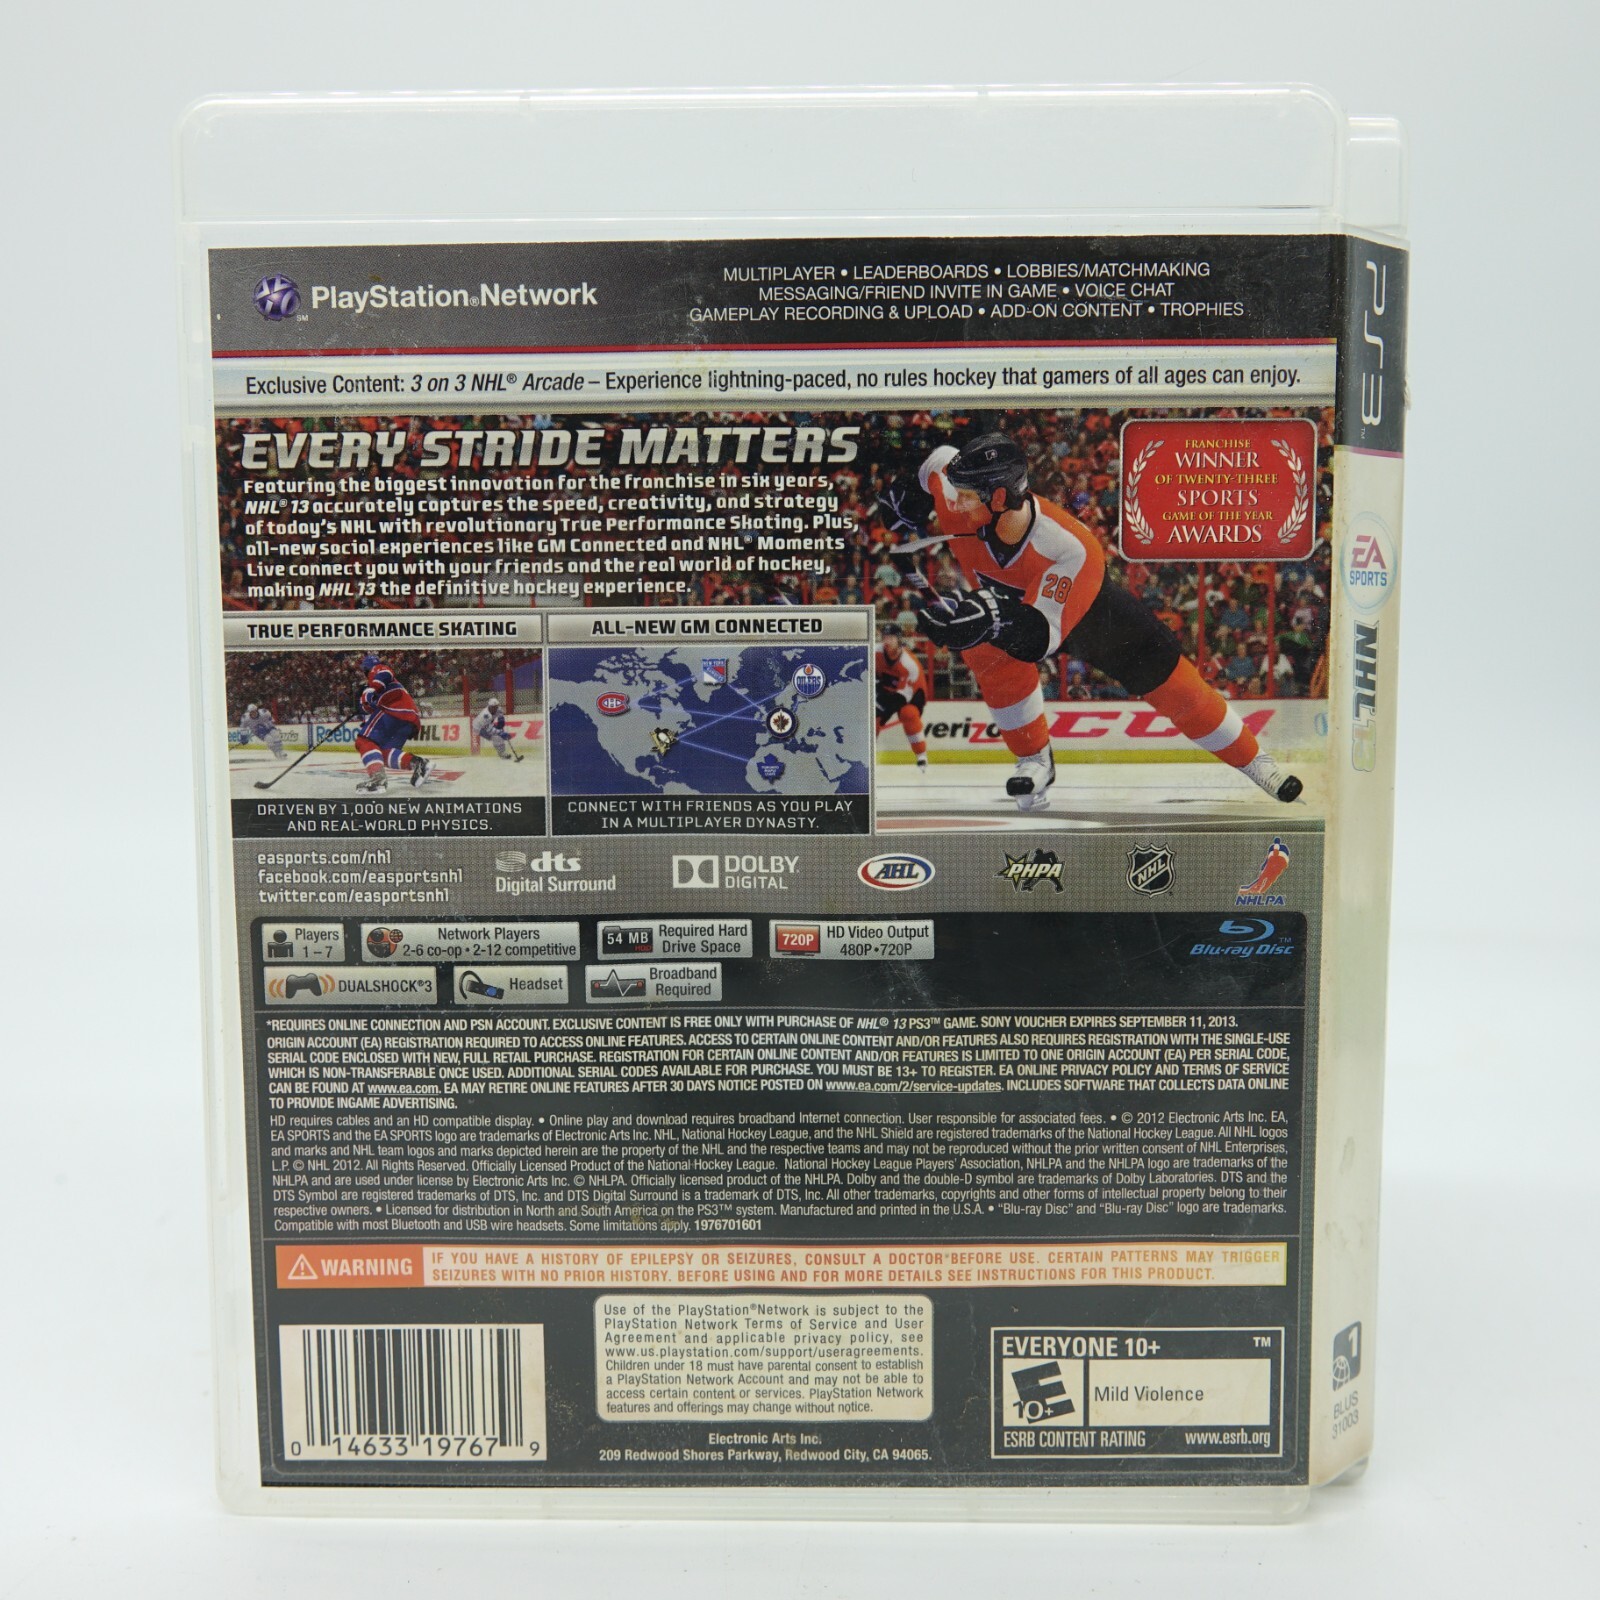 PlayStation®Network
SM
MULTIPLAYER • LEADERBOARDS • LOBBIES/MATCHMAKING
MESSAGING/FRIEND INVITE IN GAME • VOICE CHAT
GAMEPLAY RECORDING & UPLOAD • ADD-ON CONTENT • TROPHIES
Exclusive Content: 3 on 3 NHL® Arcade – Experience lightning-paced, no rules hockey that gamers of all ages can enjoy.
EVERY STRIDE MATTERS
Featuring the biggest innovation for the franchise in six years,
NHL® 13 accurately captures the speed, creativity, and strategy
of today's NHL with revolutionary True Performance Skating. Plus,
all-new social experiences like GM Connected and NHL® Moments
Live connect you with your friends and the real world of hockey,
making NHL 13 the definitive hockey experience.
FRANCHISE
WINNER
OF TWENTY-THREE
SPORTS
GAME OF THE YEAR
AWARDS
28
TRUE PERFORMANCE SKATING
Reebo
NHL13
DRIVEN BY 1,000 NEW ANIMATIONS
AND REAL-WORLD PHYSICS.
ALL-NEW GM CONNECTED
NEW YORK
OILERS
CONNECT WITH FRIENDS AS YOU PLAY
IN A MULTIPLAYER DYNASTY.
verizo
CCM
easports.com/nhl
facebook.com/easportsnhl
twitter.com/easportsnhl
dts
Digital Surround
DOLBY
DIGITAL
AHL
PHPA
NHL
NHLPA
Players
1 – 7
Network Players
2-6 co-op • 2-12 competitive
54 MB
HDD
Required Hard
Drive Space
720P
HD Video Output
480P • 720P
Blu-ray Disc™
DUALSHOCK®3
Headset
Broadband
Required
*REQUIRES ONLINE CONNECTION AND PSN ACCOUNT. EXCLUSIVE CONTENT IS FREE ONLY WITH PURCHASE OF NHL® 13 PS3™ GAME. SONY VOUCHER EXPIRES SEPTEMBER 11, 2013.
ORIGIN ACCOUNT (EA) REGISTRATION REQUIRED TO ACCESS ONLINE FEATURES. ACCESS TO CERTAIN ONLINE CONTENT AND/OR FEATURES ALSO REQUIRES REGISTRATION WITH THE SINGLE-USE
SERIAL CODE ENCLOSED WITH NEW, FULL RETAIL PURCHASE. REGISTRATION FOR CERTAIN ONLINE CONTENT AND/OR FEATURES IS LIMITED TO ONE ORIGIN ACCOUNT (EA) PER SERIAL CODE,
WHICH IS NON-TRANSFERABLE ONCE USED. ADDITIONAL SERIAL CODES AVAILABLE FOR PURCHASE. YOU MUST BE 13+ TO REGISTER. EA ONLINE PRIVACY POLICY AND TERMS OF SERVICE
CAN BE FOUND AT www.ea.com. EA MAY RETIRE ONLINE FEATURES AFTER 30 DAYS NOTICE POSTED ON www.ea.com/2/service-updates. INCLUDES SOFTWARE THAT COLLECTS DATA ONLINE
TO PROVIDE INGAME ADVERTISING.
HD requires cables and an HD compatible display. • Online play and download requires broadband Internet connection. User responsible for associated fees. • © 2012 Electronic Arts Inc. EA,
EA SPORTS and the EA SPORTS logo are trademarks of Electronic Arts Inc. NHL, National Hockey League, and the NHL Shield are registered trademarks of the National Hockey League. All NHL logos
and marks and NHL team logos and marks depicted herein are the property of the NHL and the respective teams and may not be reproduced without the prior written consent of NHL Enterprises,
L.P. © NHL 2012. All Rights Reserved. Officially Licensed Product of the National Hockey League. National Hockey League Players' Association, NHLPA and the NHLPA logo are trademarks of the
NHLPA and are used under license by Electronic Arts Inc. © NHLPA. Officially licensed product of the NHLPA. Dolby and the double-D symbol are trademarks of Dolby Laboratories. DTS and the
DTS Symbol are registered trademarks of DTS, Inc. and DTS Digital Surround is a trademark of DTS, Inc. All other trademarks, copyrights and other forms of intellectual property belong to their
respective owners. • Licensed for distribution in North and South America on the PS3™ system. Manufactured and printed in the U.S.A. • "Blu-ray Disc" and "Blu-ray Disc" logo are trademarks.
Compatible with most Bluetooth and USB wire headsets. Some limitations apply. 1976701601
WARNING
IF YOU HAVE A HISTORY OF EPILEPSY OR SEIZURES, CONSULT A DOCTOR BEFORE USE. CERTAIN PATTERNS MAY TRIGGER
SEIZURES WITH NO PRIOR HISTORY. BEFORE USING AND FOR MORE DETAILS SEE INSTRUCTIONS FOR THIS PRODUCT.
0 14633 19767 9
Use of the PlayStation®Network is subject to the
PlayStation Network Terms of Service and User
Agreement and applicable privacy policy, see
www.us.playstation.com/support/useragreements.
Children under 18 must have parental consent to establish
a PlayStation Network Account and may not be able to
access certain content or services. PlayStation Network
features and offerings may change without notice.
Electronic Arts Inc.
209 Redwood Shores Parkway, Redwood City, CA 94065.
EVERYONE 10+
™
E
10+
Mild Violence
ESRB CONTENT RATING www.esrb.org
PS3™
EA
SPORTS
NHL 13
1
BLUS
31003